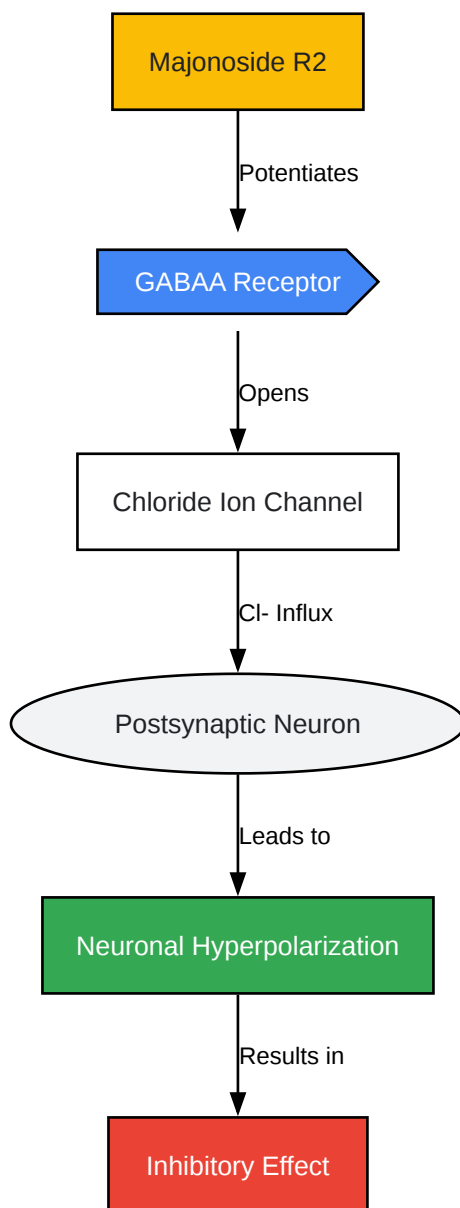 Majonoside R2
Potentiates
GABAA Receptor
Opens
Chloride Ion Channel
Cl- Influx
Postsynaptic Neuron
Leads to
Neuronal Hyperpolarization
Results in
Inhibitory Effect